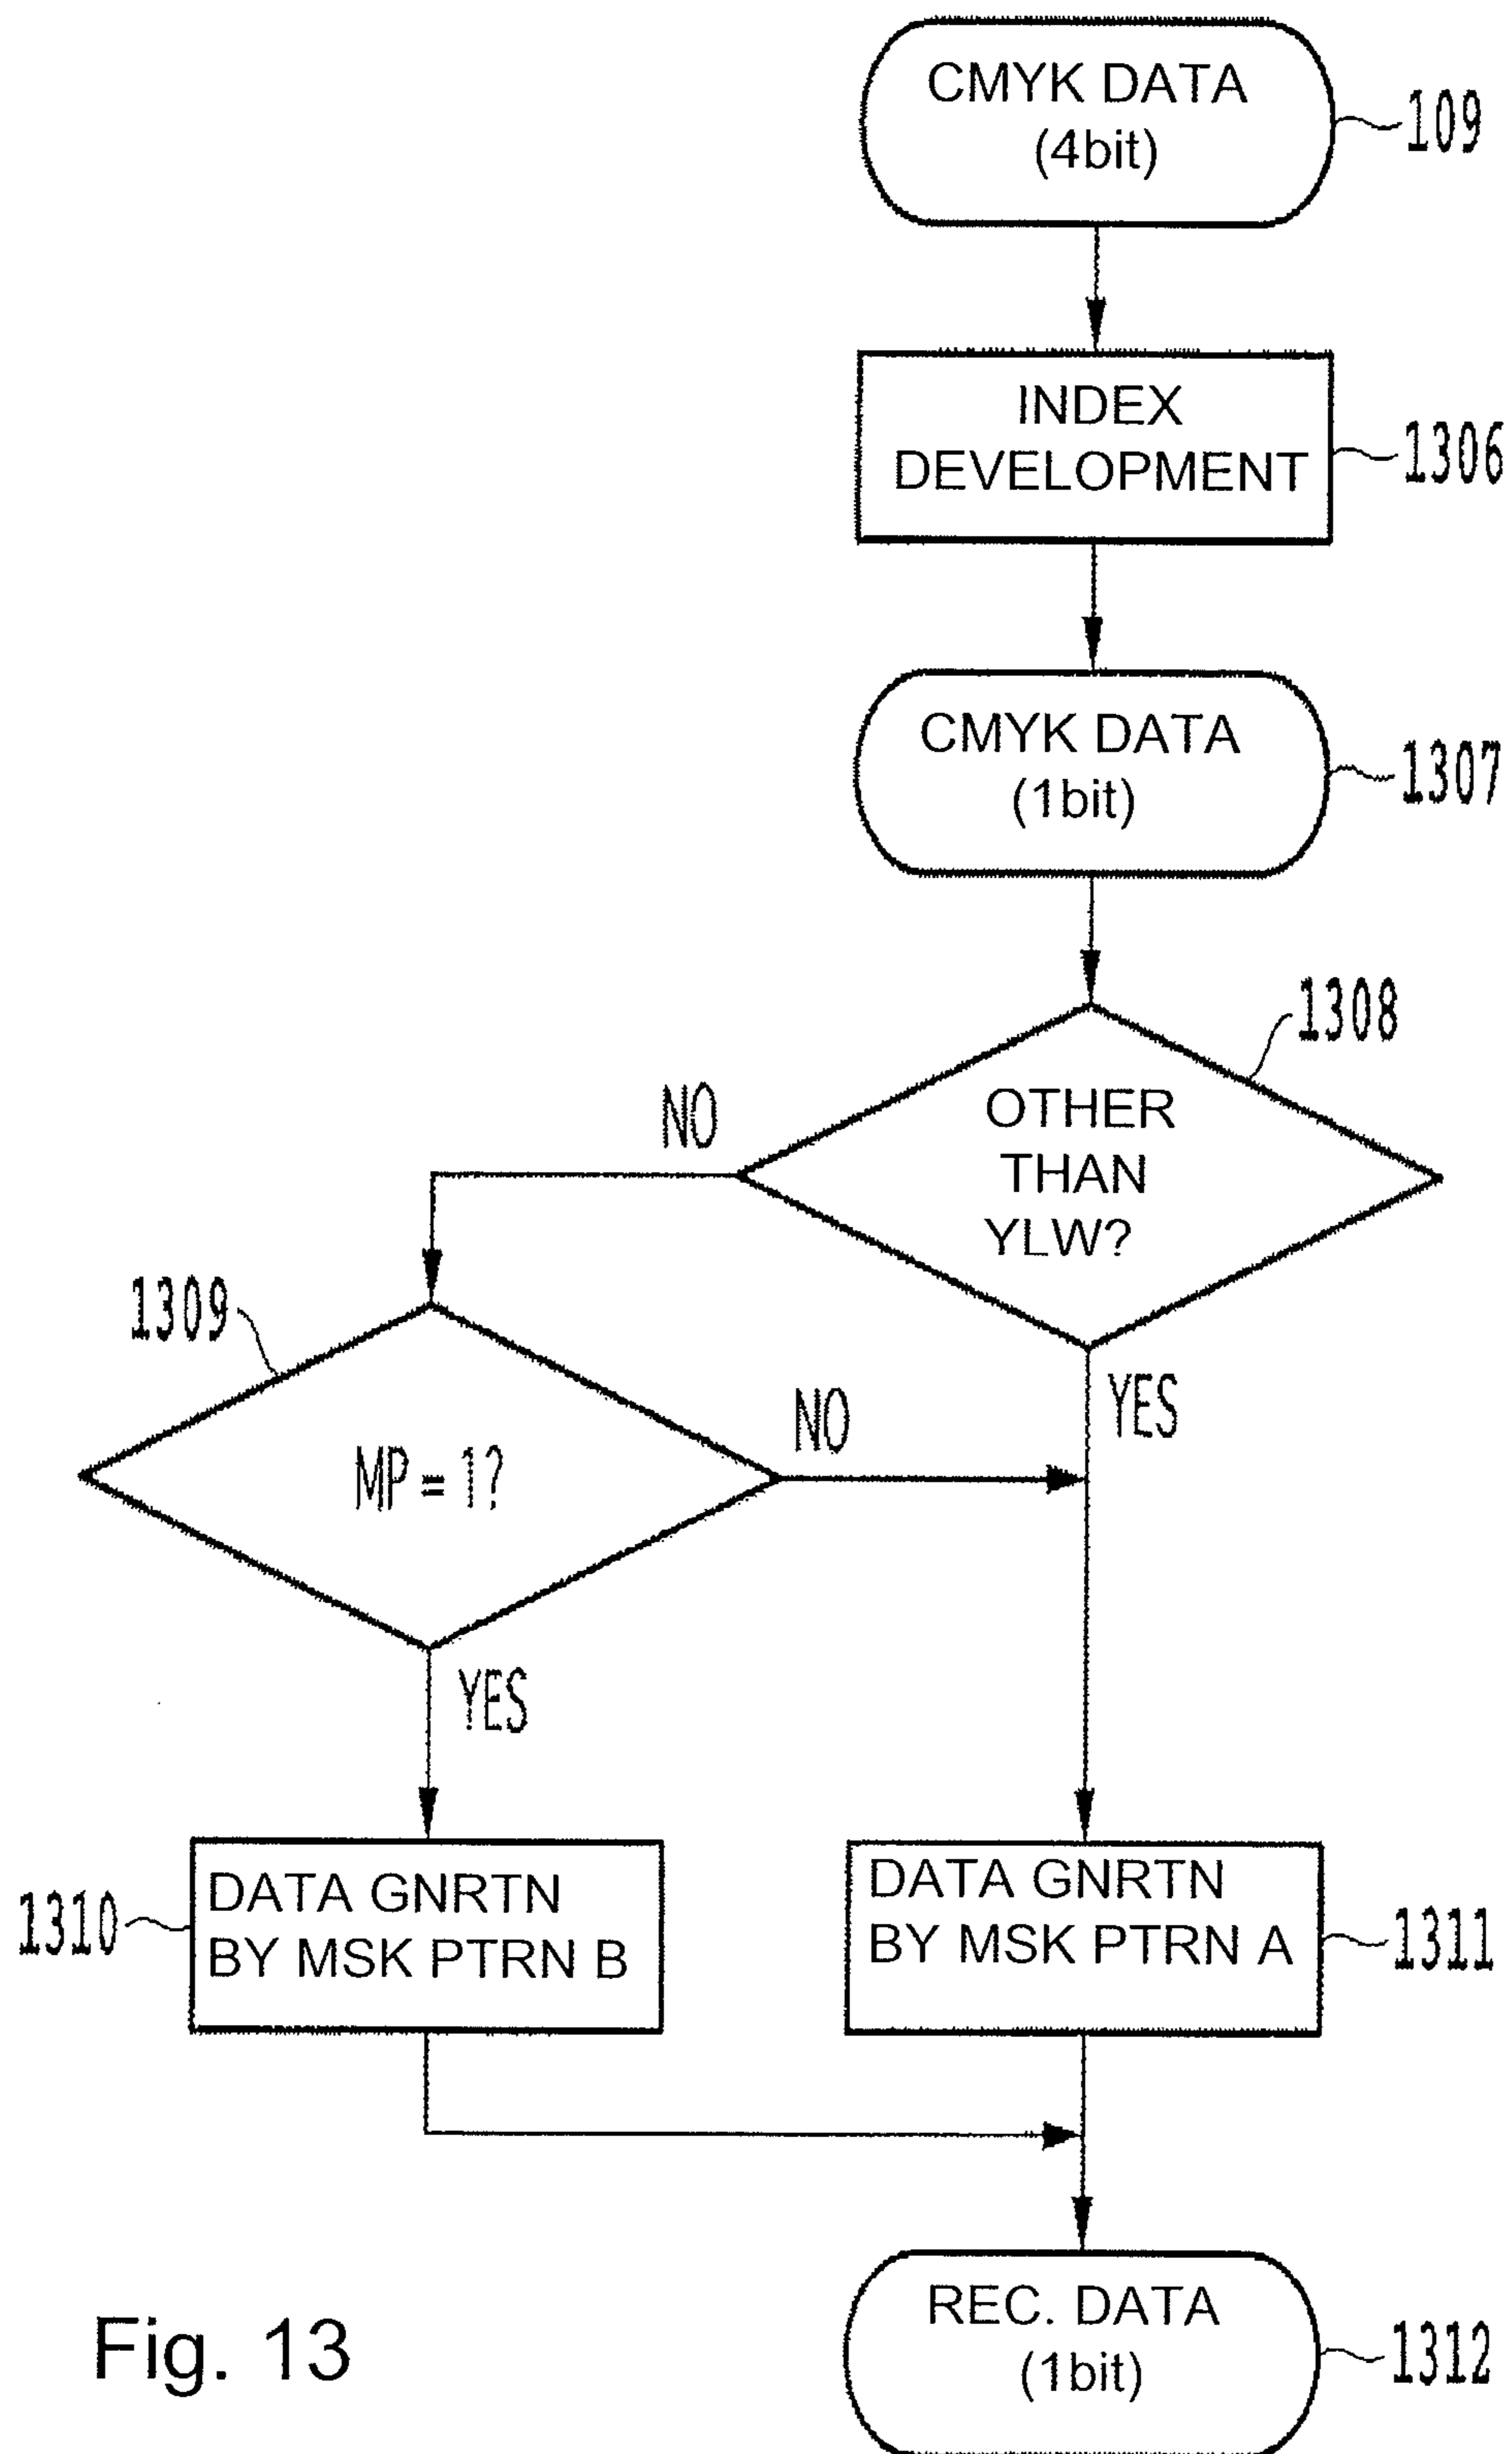 CMYK DATA
(4bit)
109
INDEX
DEVELOPMENT
1306
CMYK DATA
(1bit)
1307
1308
OTHER
THAN
YLW?
NO
YES
1309
MP = 1?
NO
YES
1310
DATA GNRTN
BY MSK PTRN B
DATA GNRTN
BY MSK PTRN A
1311
REC. DATA
(1bit)
1312
Fig. 13